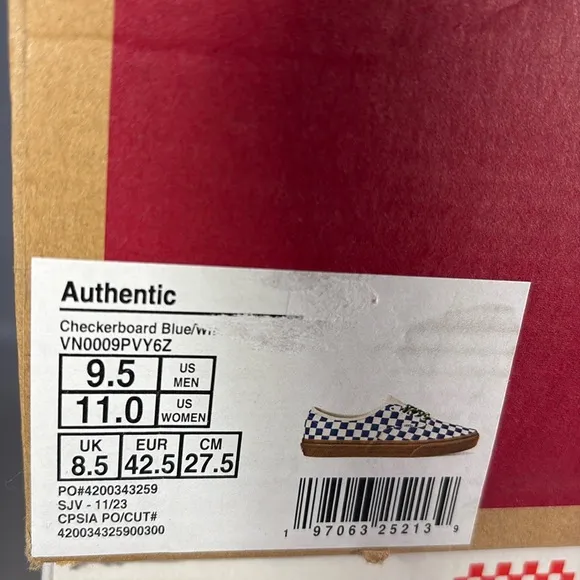 Authentic
Checkerboard Blue/
VN0009PVY6Z
9.5 US MEN
11.0 US WOMEN
UK EUR CM
8.5 42.5 27.5
PO#4200343259
SJV - 11/23
CPSIA PO/CUT#
420034325900300
1 97063 25213 9